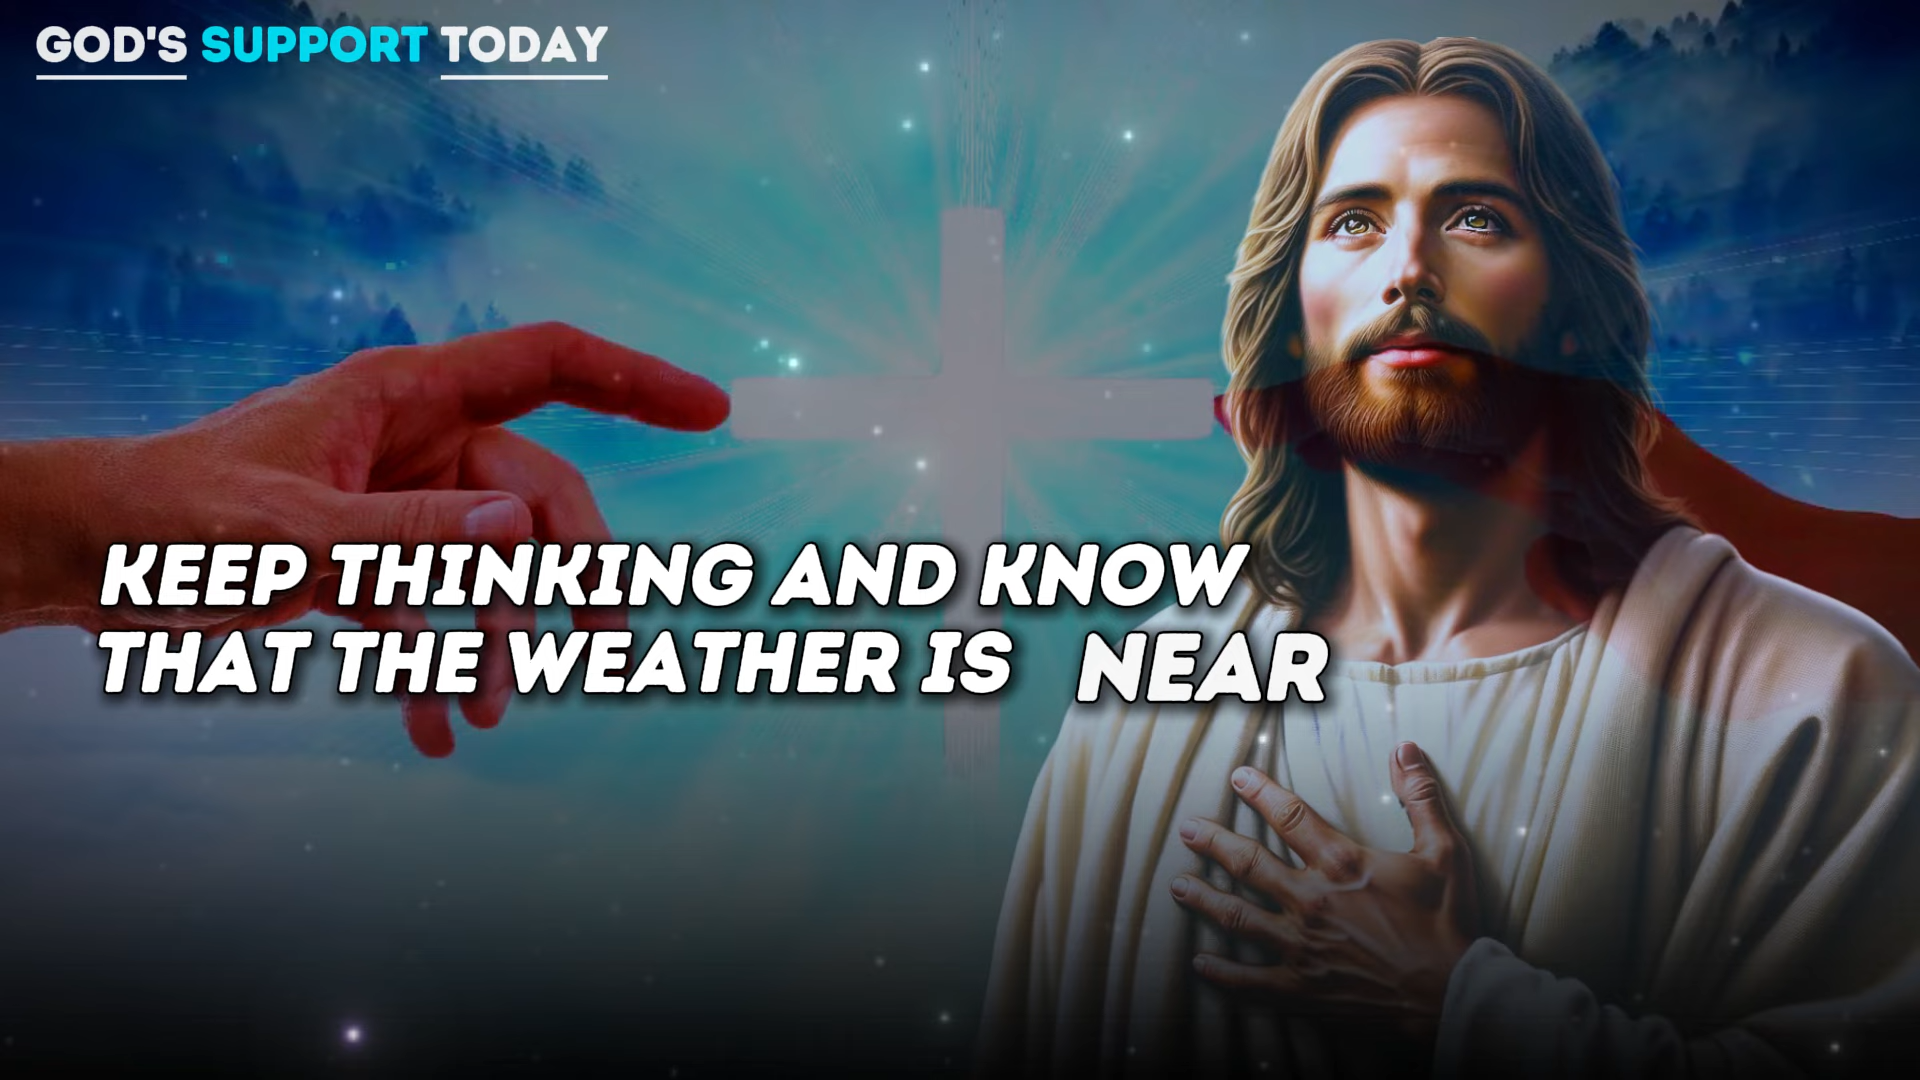 GOD'S SUPPORT TODAY
KEEP THINKING AND KNOW
THAT THE WEATHER IS NEAR